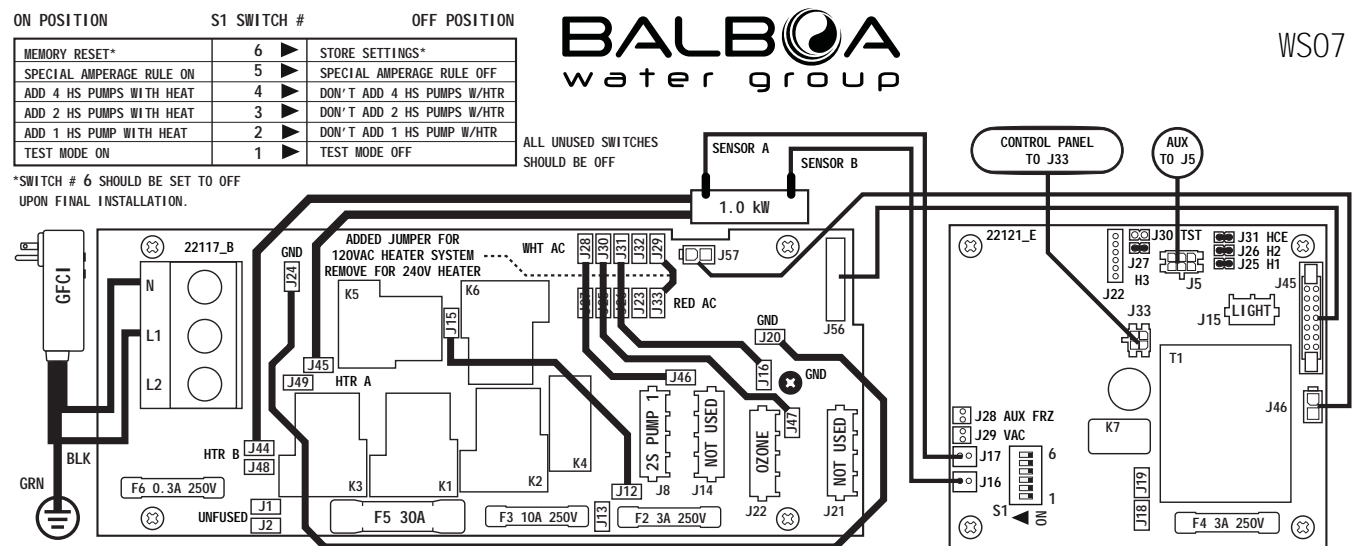 ON POSITION S1 SWITCH # OFF POSITION
MEMORY RESET* 6 STORE SETTINGS*
SPECIAL AMPERAGE RULE ON 5 SPECIAL AMPERAGE RULE OFF
ADD 4 HS PUMPS WITH HEAT 4 DON'T ADD 4 HS PUMPS W/HTR
ADD 2 HS PUMPS WITH HEAT 3 DON'T ADD 2 HS PUMPS W/HTR
ADD 1 HS PUMP WITH HEAT 2 DON'T ADD 1 HS PUMP W/HTR
TEST MODE ON 1 TEST MODE OFF
ALL UNUSED SWITCHES
SHOULD BE OFF
*SWITCH # 6 SHOULD BE SET TO OFF
UPON FINAL INSTALLATION.
BALBOA
water group
WS07
SENSOR A
SENSOR B
1.0 kW
CONTROL PANEL
TO J33
AUX
TO J5
GFCI
BLK
GRN
22117_B
N
L1
L2
GND
J24
ADDED JUMPER FOR
120VAC HEATER SYSTEM
REMOVE FOR 240V HEATER
WHT AC
J28
J30
J31
J32
J29
J57
J23
J33
RED AC
K5
K6
J15
J56
GND
J20
J45
J49
HTR A
J46
J16
GND
J47
HTR B
J44
J48
K3
K1
K2
K4
2S PUMP 1
J8
NOT USED
J14
OZONE
J22
NOT USED
J21
J12
J13
F6 0.3A 250V
UNFUSED
J1
J2
F5 30A
F3 10A 250V
F2 3A 250V
22121_E
J30 TST
J27
H3
J22
J5
J31 HCE
J26 H2
J25 H1
J45
J33
J15
LIGHT
T1
J46
K7
J28 AUX FRZ
J29 VAC
J17
J16
6
1
S1
ON
J19
J18
F4 3A 250V